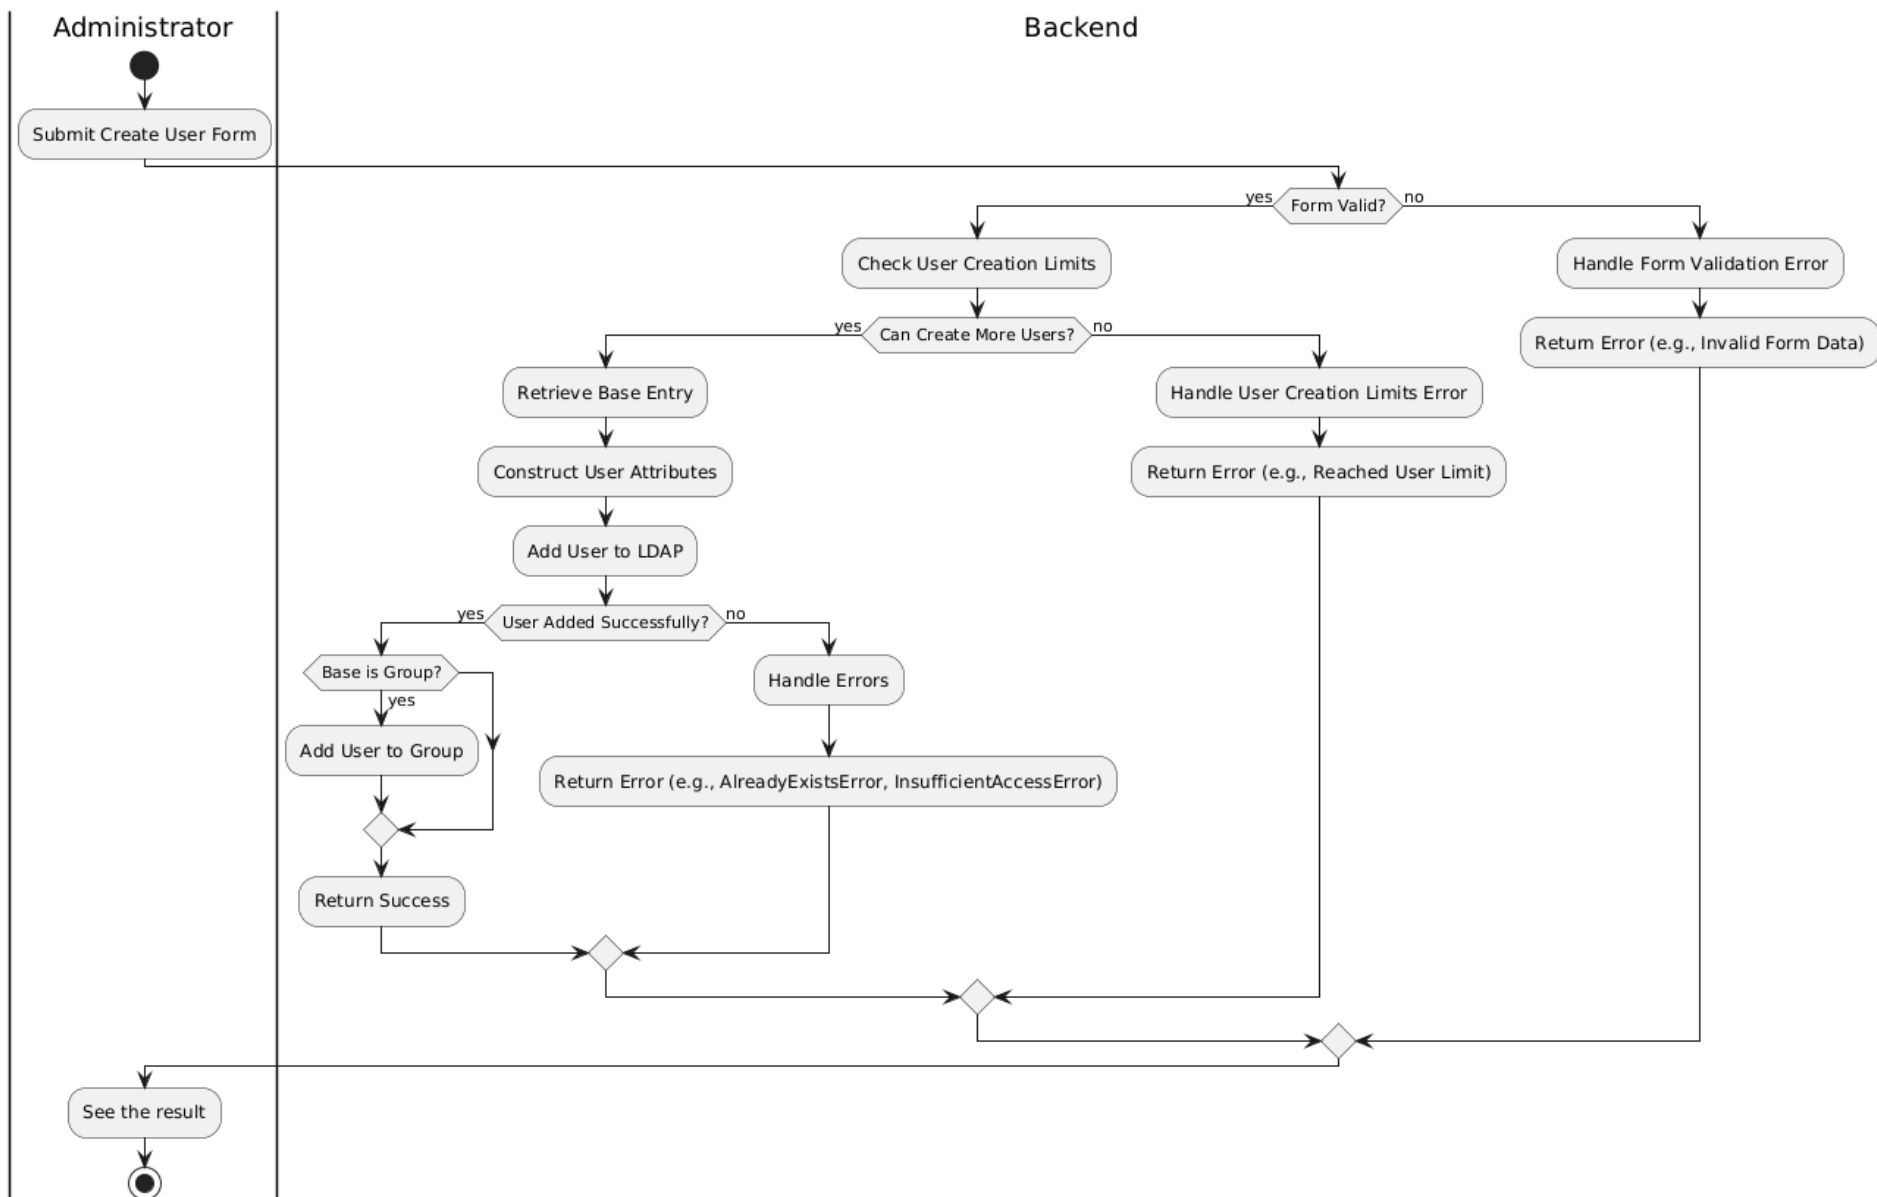 Administrator
Backend
Submit Create User Form
yes
Form Valid?
no
Check User Creation Limits
Handle Form Validation Error
yes
Can Create More Users?
no
Return Error (e.g., Invalid Form Data)
Retrieve Base Entry
Handle User Creation Limits Error
Construct User Attributes
Return Error (e.g., Reached User Limit)
Add User to LDAP
yes
User Added Successfully?
no
Base is Group?
Handle Errors
yes
Add User to Group
Return Error (e.g., AlreadyExistsError, InsufficientAccessError)
Return Success
See the result